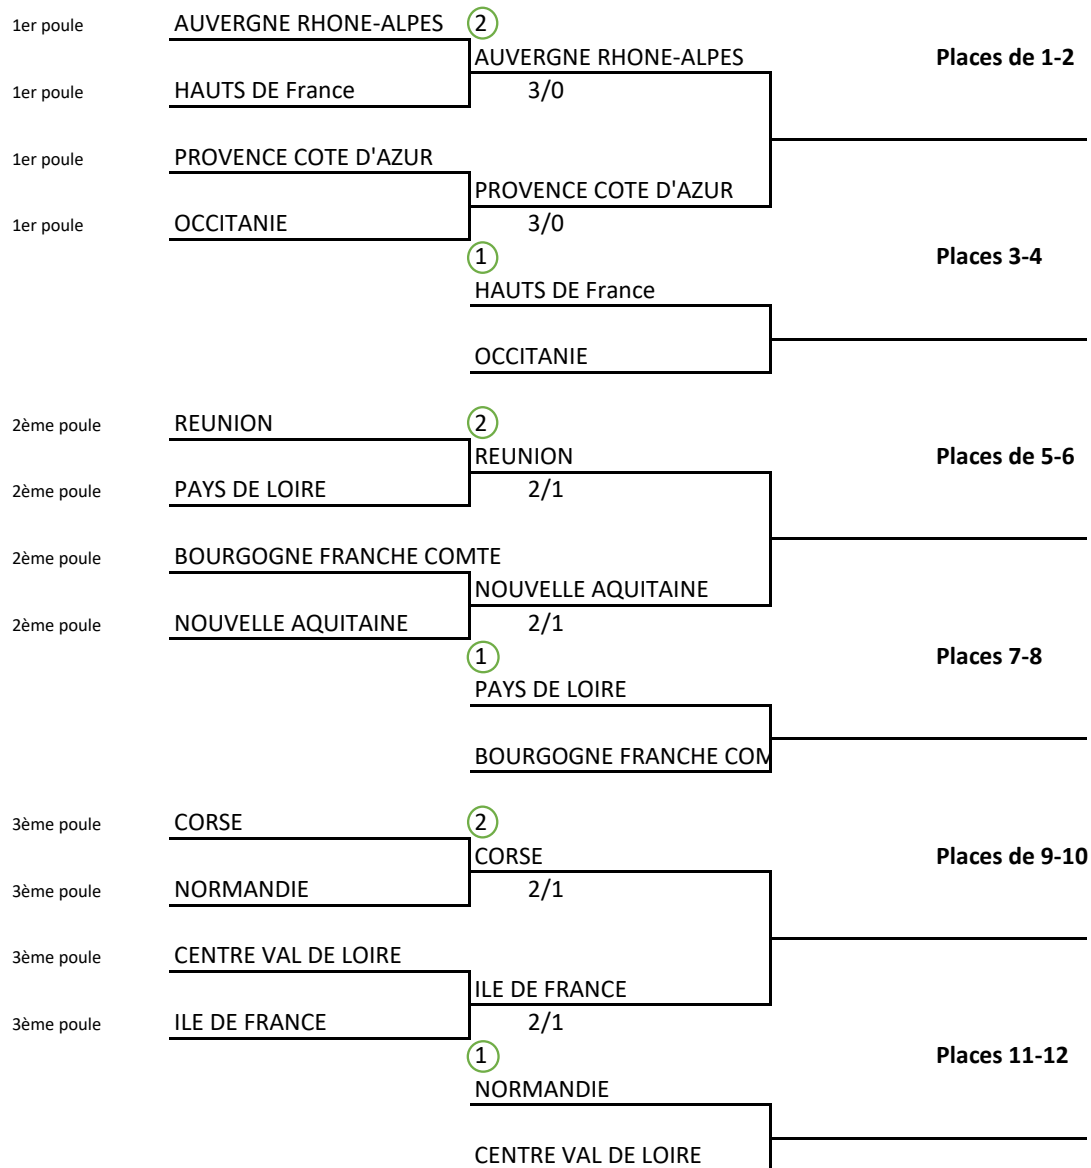 1er poule AUVERGNE RHONE-ALPES 2
AUVERGNE RHONE-ALPES Places de 1-2
1er poule HAUTS DE France 3/0
1er poule PROVENCE COTE D'AZUR
PROVENCE COTE D'AZUR
1er poule OCCITANIE 3/0
1 Places 3-4
HAUTS DE France
OCCITANIE
2ème poule REUNION 2
REUNION Places de 5-6
2ème poule PAYS DE LOIRE 2/1
2ème poule BOURGOGNE FRANCHE COMTE
NOUVELLE AQUITAINE
2ème poule NOUVELLE AQUITAINE 2/1
1 Places 7-8
PAYS DE LOIRE
BOURGOGNE FRANCHE COM
3ème poule CORSE 2
CORSE Places de 9-10
3ème poule NORMANDIE 2/1
3ème poule CENTRE VAL DE LOIRE
ILE DE FRANCE
3ème poule ILE DE FRANCE 2/1
1 Places 11-12
NORMANDIE
CENTRE VAL DE LOIRE